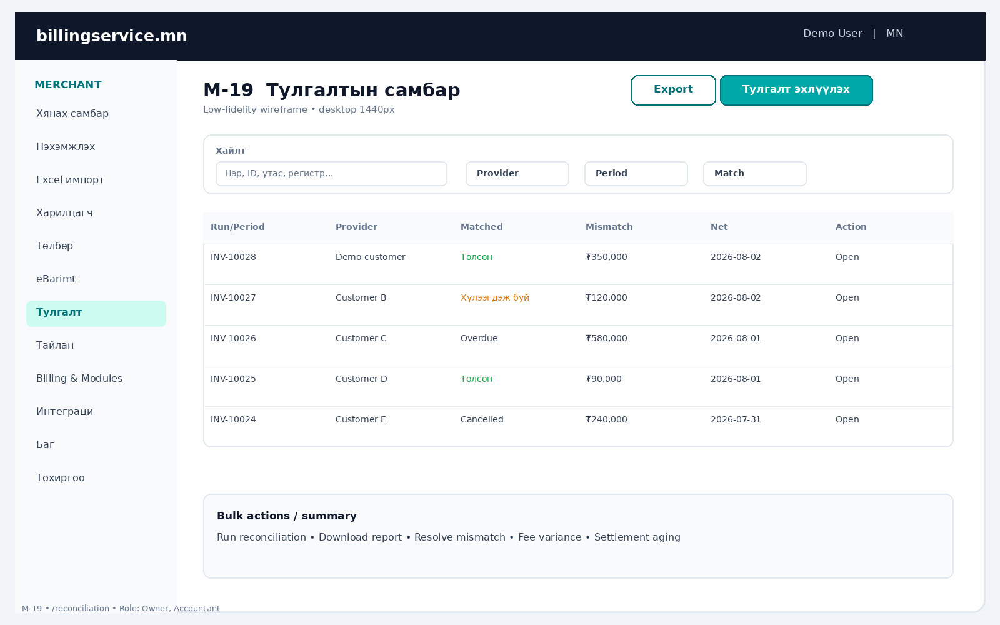 billingservice.mn
Demo User | MN
MERCHANT
Хянах самбар
Нэхэмжлэх
Excel импорт
Харилцагч
Төлбөр
eBarimt
Тулгалт
Тайлан
Billing & Modules
Интеграци
Баг
Тохиргоо
M-19 Тулгалтын самбар
Low-fidelity wireframe • desktop 1440px
Export
Тулгалт эхлүүлэх
Хайлт
Нэр, ID, утас, регистр...
Provider
Period
Match
Run/Period Provider Matched Mismatch Net Action
INV-10028 Demo customer Төлсөн ₮350,000 2026-08-02 Open
INV-10027 Customer B Хүлээгдэж буй ₮120,000 2026-08-02 Open
INV-10026 Customer C Overdue ₮580,000 2026-08-01 Open
INV-10025 Customer D Төлсөн ₮90,000 2026-08-01 Open
INV-10024 Customer E Cancelled ₮240,000 2026-07-31 Open
Bulk actions / summary
Run reconciliation • Download report • Resolve mismatch • Fee variance • Settlement aging
M-19 • /reconciliation • Role: Owner, Accountant